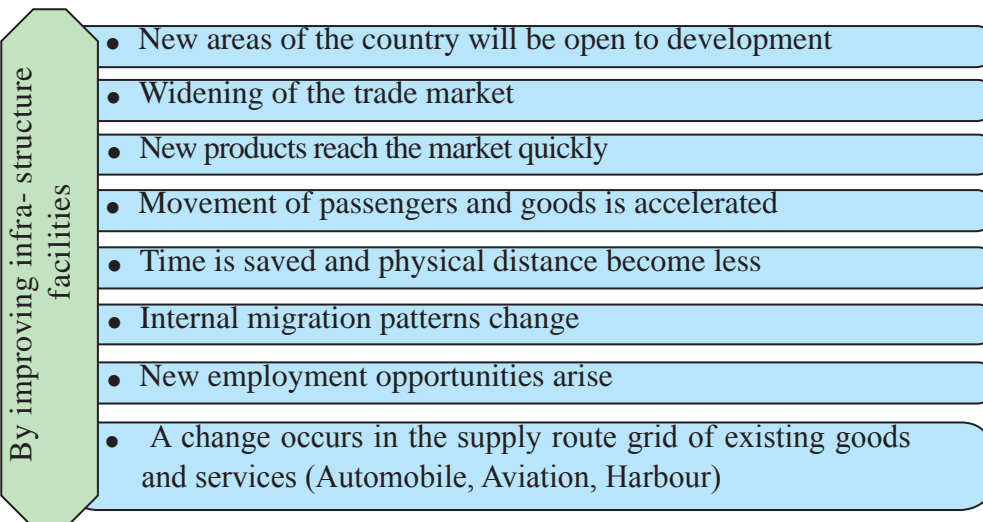 By improving infra- structure
facilities
• New areas of the country will be open to development
• Widening of the trade market
• New products reach the market quickly
• Movement of passengers and goods is accelerated
• Time is saved and physical distance become less
• Internal migration patterns change
• New employment opportunities arise
• A change occurs in the supply route grid of existing goods
and services (Automobile, Aviation, Harbour)